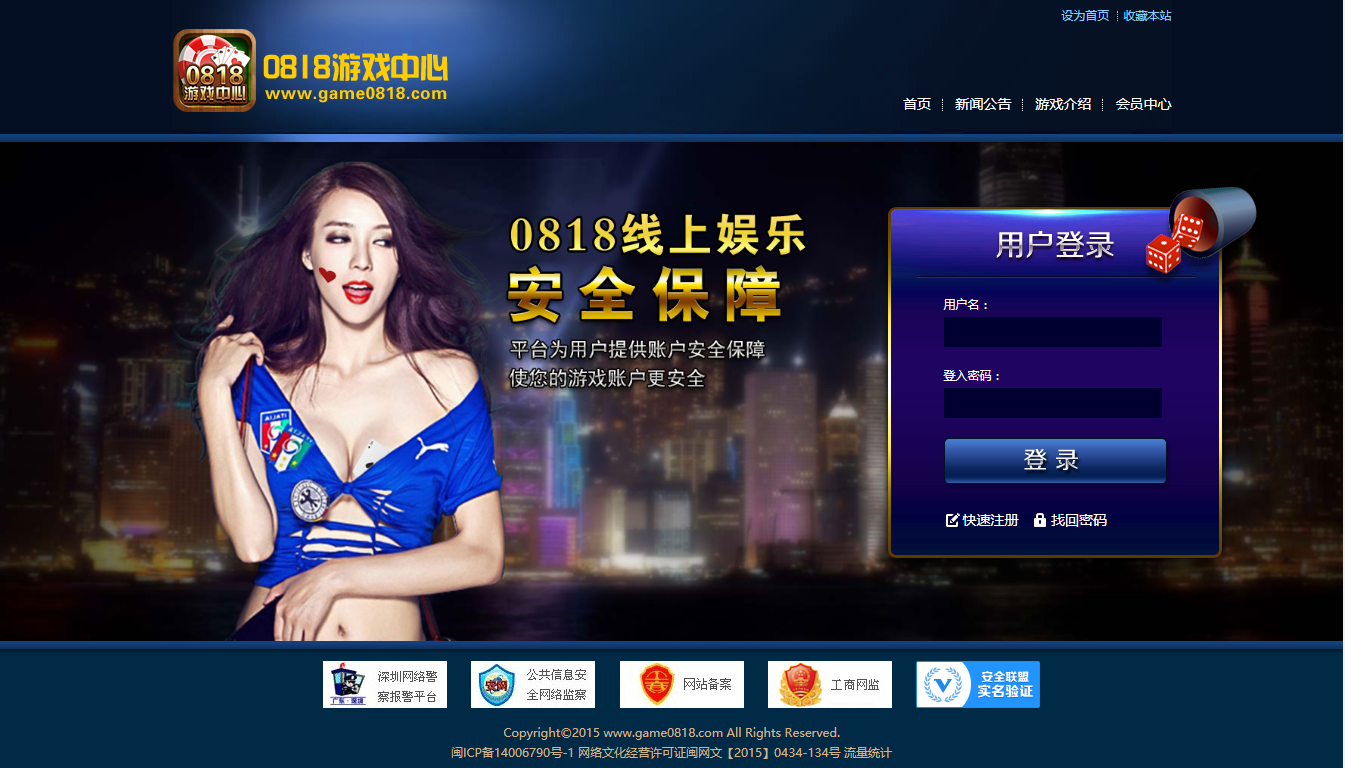 设为首页 收藏本站
0818
游戏中心
0818游戏中心
www.game0818.com
首页 新闻公告 游戏介绍 会员中心
0818线上娱乐
安全保障
平台为用户提供账户安全保障
使您的游戏账户更安全
用户登录
用户名：
登入密码：
登录
快速注册 找回密码
深圳网络警
察报警平台
公共信息安
全网络监察
网站备案
工商网监
安全联盟
实名验证
Copyright©2015 www.game0818.com All Rights Reserved.
闽ICP备14006790号-1 网络文化经营许可证闽网文【2015】0434-134号 流量统计